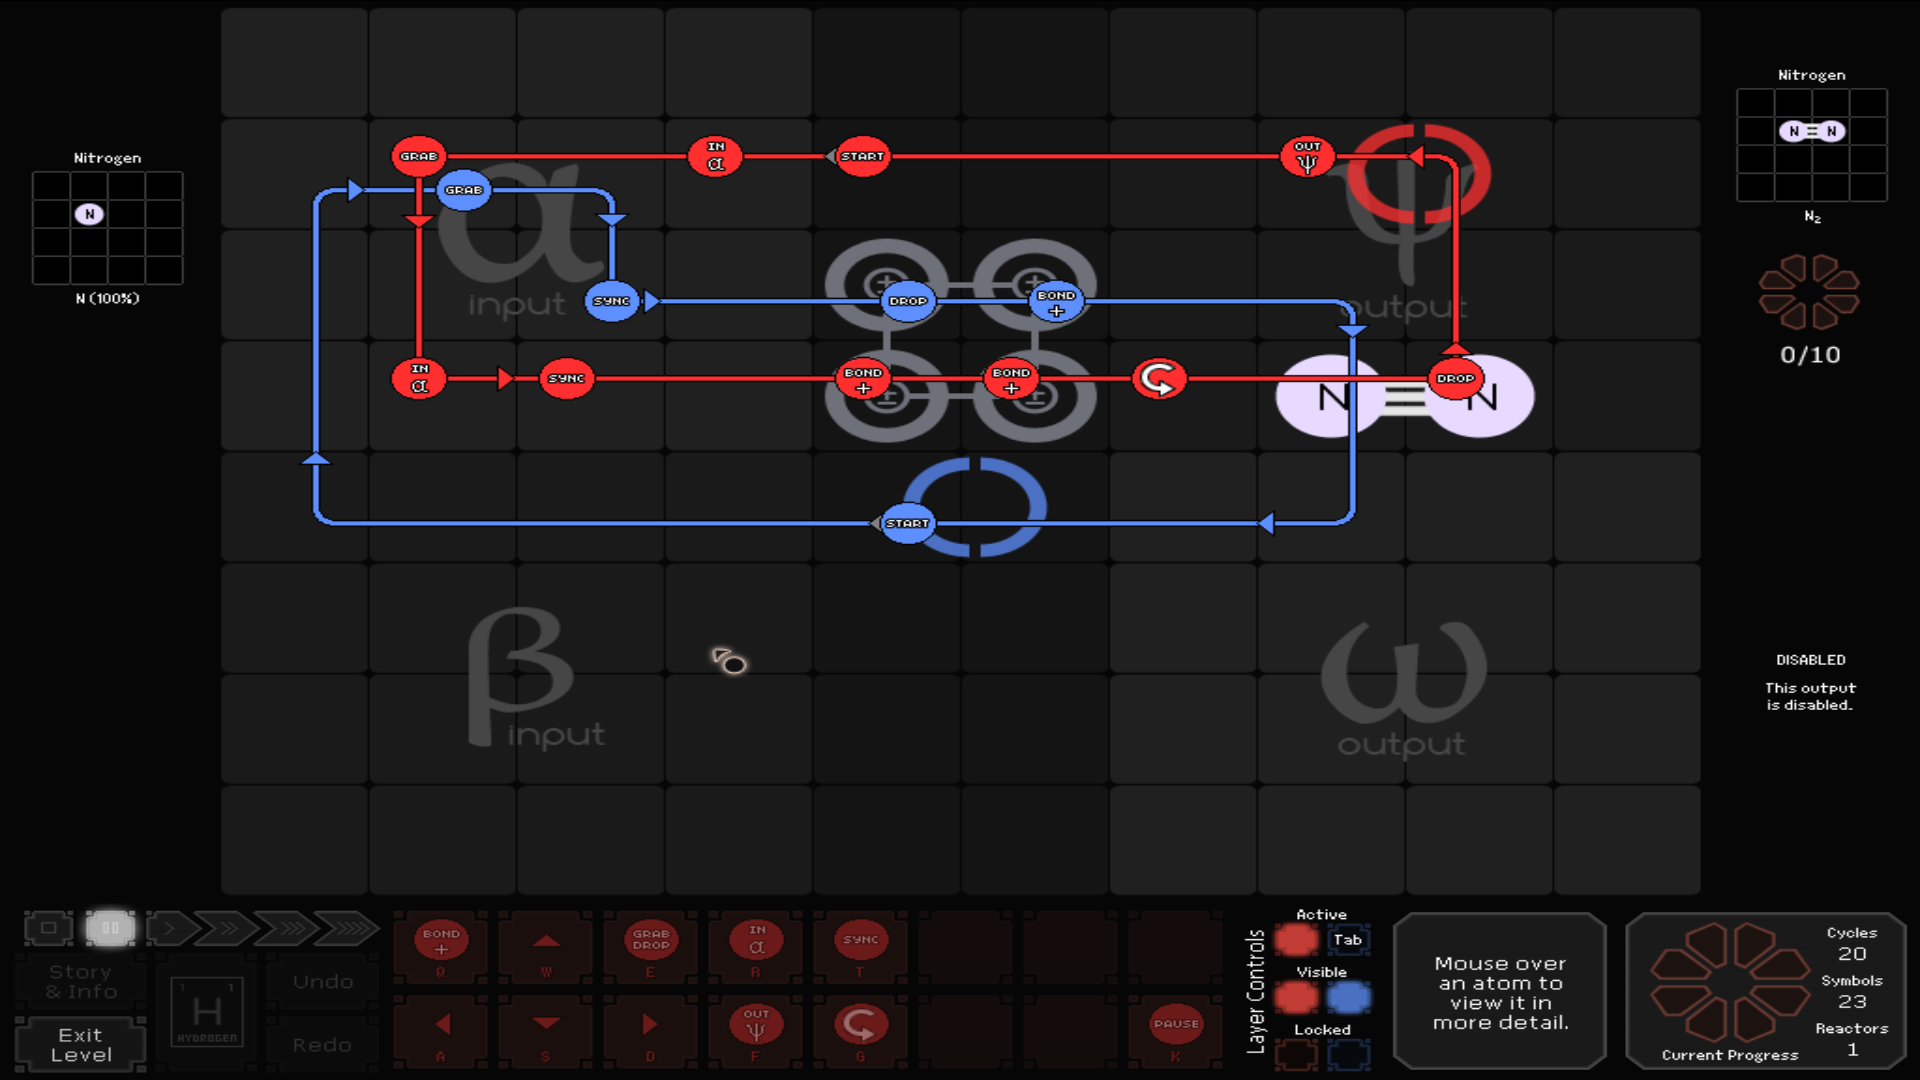 Nitrogen
N
N (100%)
Nitrogen
N N
N₂
0/10
GRAB
IN
α
START
OUT
ψ
GRAB
α
input
ψ
output
SYNC
DROP
BOND
+
IN
α
SYNC
BOND
+
BOND
+
DROP
N N
START
β
input
ω
output
DISABLED
This output
is disabled.
Story
& Info
Exit
Level
1 1
H
HYDROGEN
Undo
Redo
BOND
+
Q
W
GRAB
DROP
E
IN
α
R
SYNC
T
A
S
D
OUT
ψ
F
G
PAUSE
K
Layer Controls
Active
Tab
Visible
Locked
Mouse over
an atom to
view it in
more detail.
Cycles
20
Symbols
23
Reactors
1
Current Progress